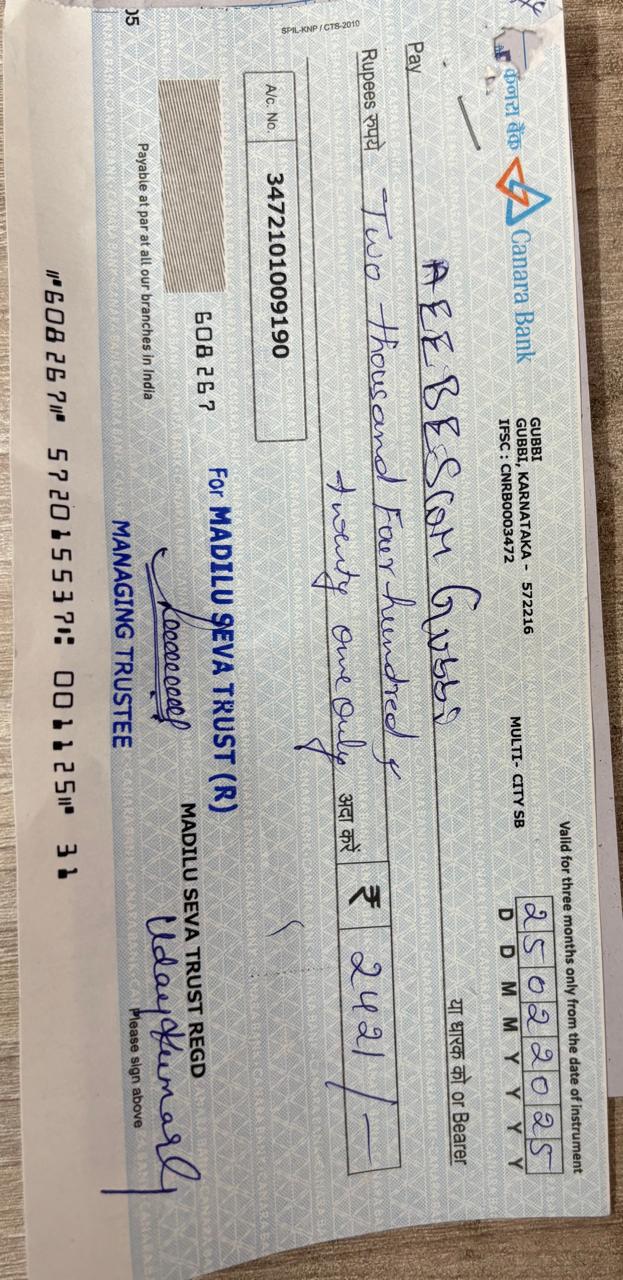 Valid for three months only from the date of instrument
केनरा बैंक Canara Bank
GUBBI
GUBBI, KARNATAKA - 572216
IFSC : CNRB0003472
MULTI- CITY SB
25022025
D D M M Y Y Y Y
Pay AEEBESCOM Gubbi या धारक को or Bearer
Rupees रुपये Two thousand Four hundred &
twenty one only अदा करें ₹ 2421/-
A/c. No. 3472101009190
SPIL-KNP / CTS-2010
608267
For MADILU SEVA TRUST (R)
MADILU SEVA TRUST REGD
Udaykumar
MANAGING TRUSTEE
Please sign above
Payable at par at all our branches in India
⑈608267⑈ 572015537⑆ 001125⑈ 31